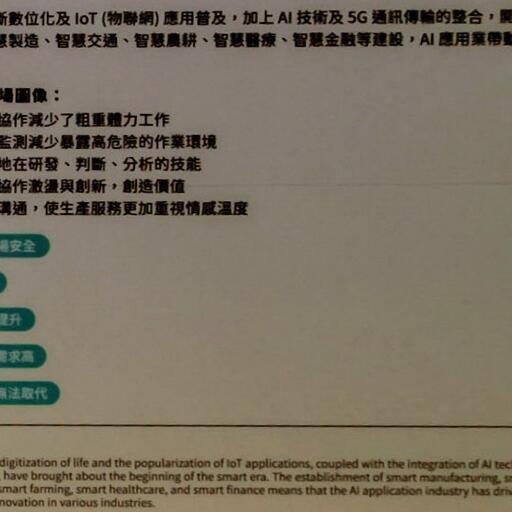 新數位化及 IoT (物聯網) 應用普及，加上 AI 技術及 5G 通訊傳輸的整合，開
慧製造、智慧交通、智慧農耕、智慧醫療、智慧金融等建設，AI 應用業帶動
場圖像：
協作減少了粗重體力工作
監測減少暴露高危險的作業環境
地在研發、判斷、分析的技能
協作激盪與創新，創造價值
溝通，使生產服務更加重視情感溫度
場安全
提升
需求高
無法取代
digitization of life and the popularization of IoT applications, coupled with the integration of AI tec
, have brought about the beginning of the smart era. The establishment of smart manufacturing, s
smart farming, smart healthcare, and smart finance means that the AI application industry has driv
nnovation in various industries.